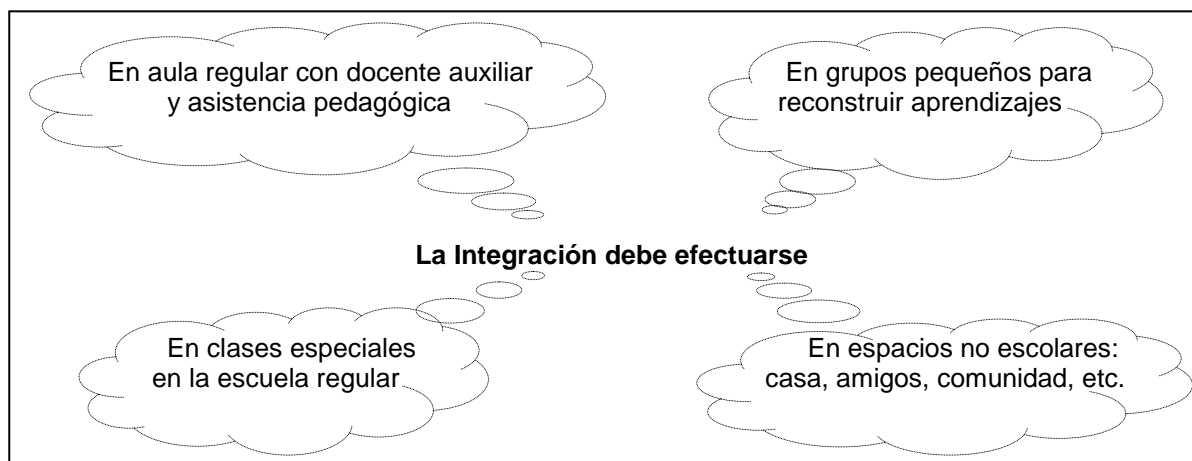 En aula regular con docente auxiliar
y asistencia pedagógica
En grupos pequeños para
reconstruir aprendizajes
La Integración debe efectuarse
En clases especiales
en la escuela regular
En espacios no escolares:
casa, amigos, comunidad, etc.